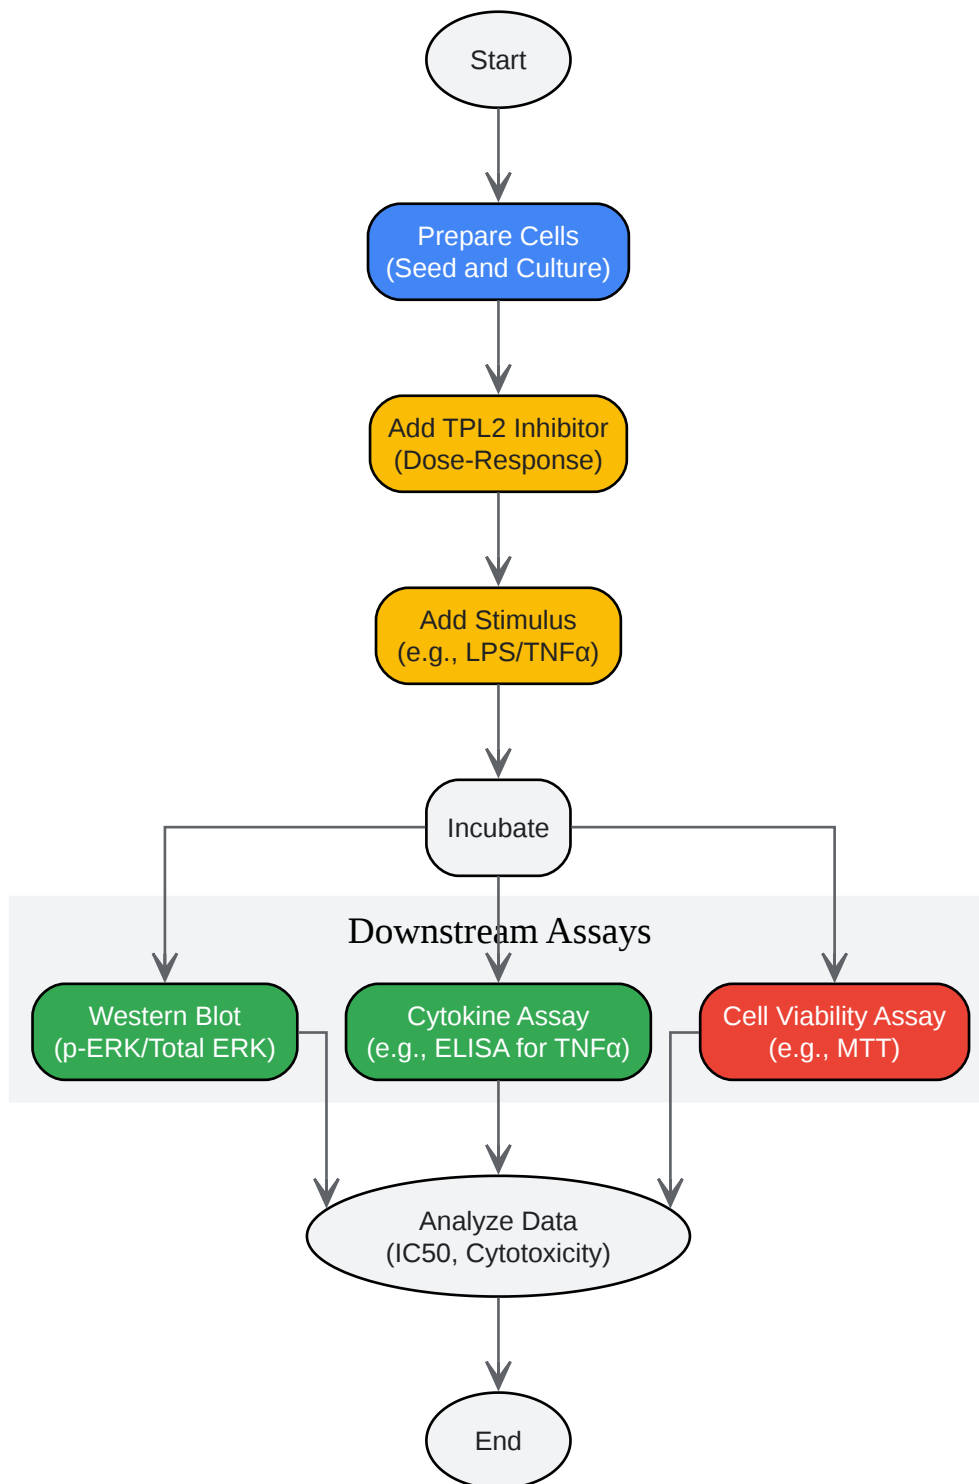 Start
Prepare Cells
(Seed and Culture)
Add TPL2 Inhibitor
(Dose-Response)
Add Stimulus
(e.g., LPS/TNFα)
Incubate
Downstream Assays
Western Blot
(p-ERK/Total ERK)
Cytokine Assay
(e.g., ELISA for TNFα)
Cell Viability Assay
(e.g., MTT)
Analyze Data
(IC50, Cytotoxicity)
End